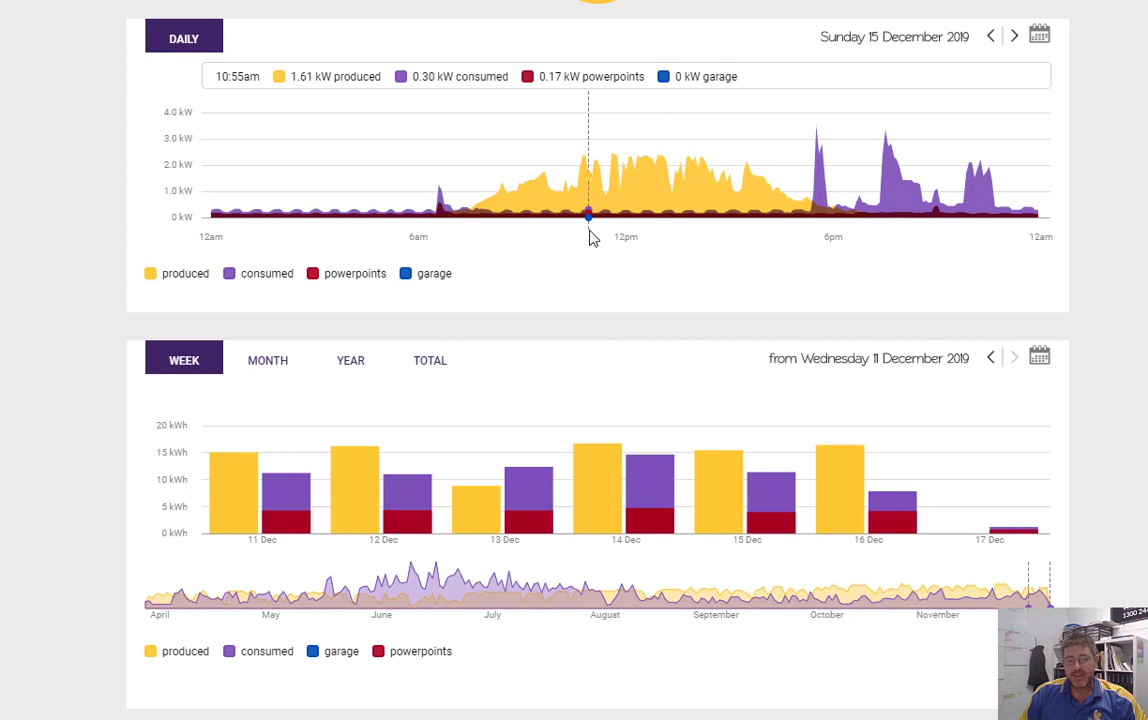 DAILY
Sunday 15 December 2019
10:55am 1.61 kW produced 0.30 kW consumed 0.17 kW powerpoints 0 kW garage
4.0 kW
3.0 kW
2.0 kW
1.0 kW
0 kW
12am 6am 12pm 6pm 12am
produced consumed powerpoints garage
WEEK MONTH YEAR TOTAL
from Wednesday 11 December 2019
20 kWh
15 kWh
10 kWh
5 kWh
0 kWh
11 Dec 12 Dec 13 Dec 14 Dec 15 Dec 16 Dec 17 Dec
April May June July August September October November
produced consumed garage powerpoints